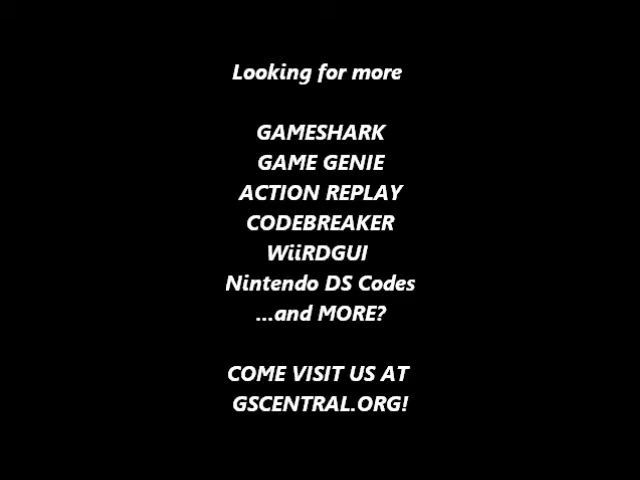 Looking for more
GAMESHARK
GAME GENIE
ACTION REPLAY
CODEBREAKER
WiiRDGUI
Nintendo DS Codes
...and MORE?
COME VISIT US AT
GSCENTRAL.ORG!